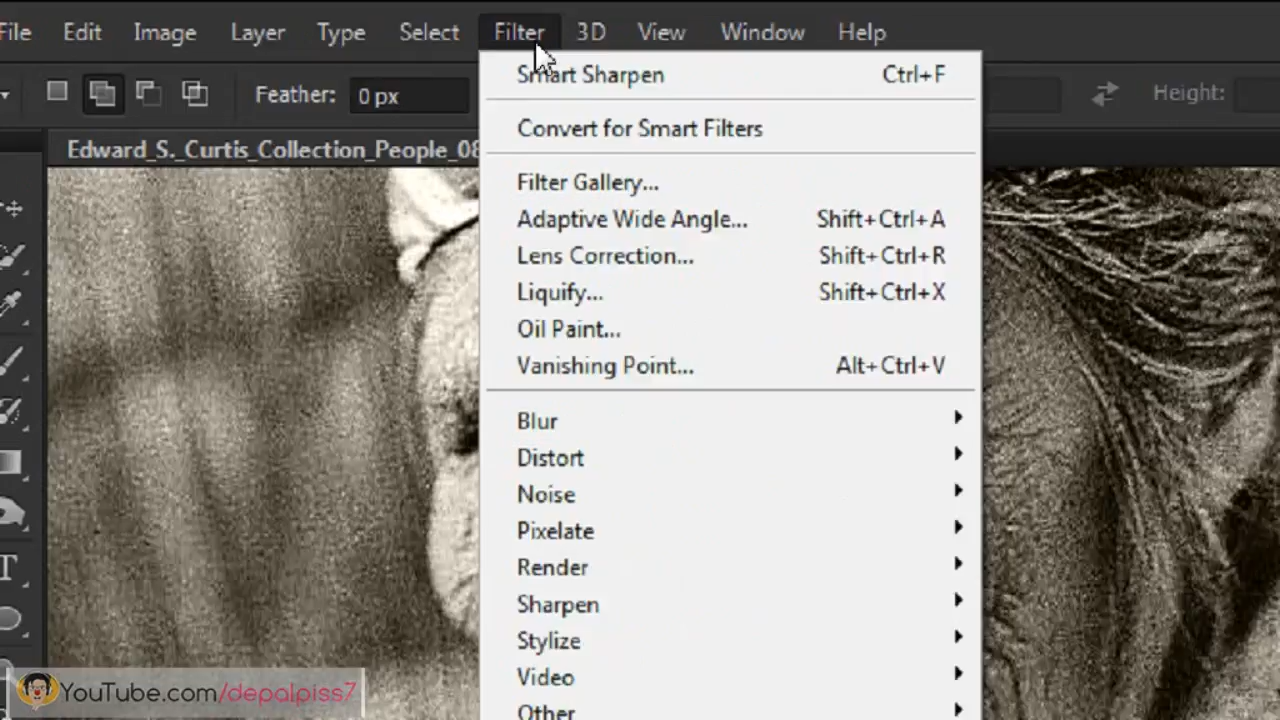 File Edit Image Layer Type Select Filter 3D View Window Help
Feather: 0 px Height:
Edward_S._Curtis_Collection_People_08
Smart Sharpen Ctrl+F
Convert for Smart Filters
Filter Gallery...
Adaptive Wide Angle... Shift+Ctrl+A
Lens Correction... Shift+Ctrl+R
Liquify... Shift+Ctrl+X
Oil Paint...
Vanishing Point... Alt+Ctrl+V
Blur
Distort
Noise
Pixelate
Render
Sharpen
Stylize
Video
Other
T
YouTube.com/depalpiss7